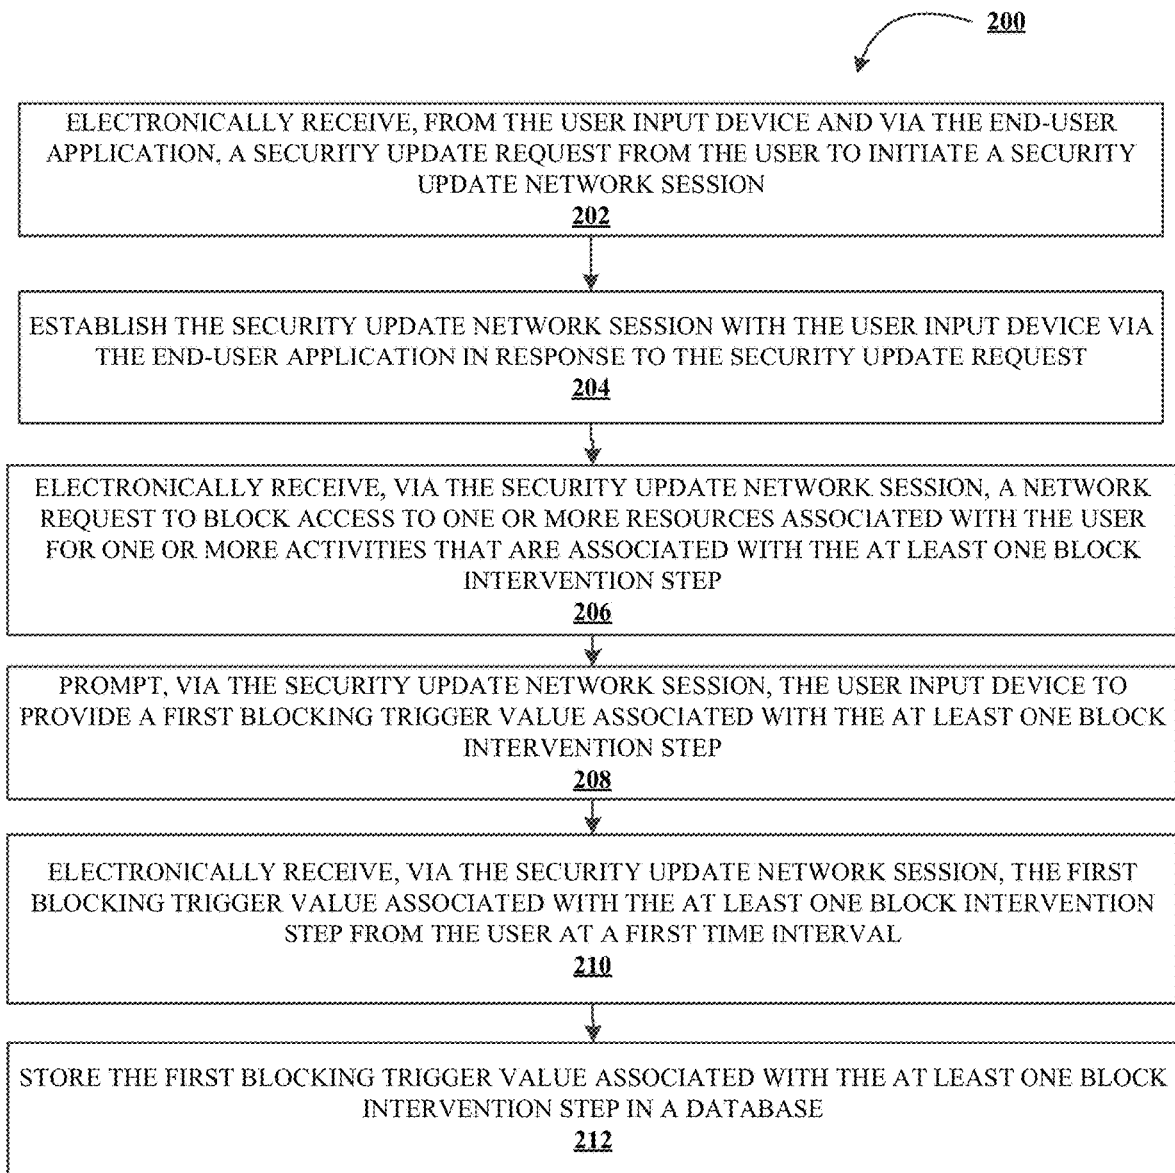 200
ELECTRONICALLY RECEIVE, FROM THE USER INPUT DEVICE AND VIA THE END-USER
APPLICATION, A SECURITY UPDATE REQUEST FROM THE USER TO INITIATE A SECURITY
UPDATE NETWORK SESSION
202
ESTABLISH THE SECURITY UPDATE NETWORK SESSION WITH THE USER INPUT DEVICE VIA
THE END-USER APPLICATION IN RESPONSE TO THE SECURITY UPDATE REQUEST
204
ELECTRONICALLY RECEIVE, VIA THE SECURITY UPDATE NETWORK SESSION, A NETWORK
REQUEST TO BLOCK ACCESS TO ONE OR MORE RESOURCES ASSOCIATED WITH THE USER
FOR ONE OR MORE ACTIVITIES THAT ARE ASSOCIATED WITH THE AT LEAST ONE BLOCK
INTERVENTION STEP
206
PROMPT, VIA THE SECURITY UPDATE NETWORK SESSION, THE USER INPUT DEVICE TO
PROVIDE A FIRST BLOCKING TRIGGER VALUE ASSOCIATED WITH THE AT LEAST ONE BLOCK
INTERVENTION STEP
208
ELECTRONICALLY RECEIVE, VIA THE SECURITY UPDATE NETWORK SESSION, THE FIRST
BLOCKING TRIGGER VALUE ASSOCIATED WITH THE AT LEAST ONE BLOCK INTERVENTION
STEP FROM THE USER AT A FIRST TIME INTERVAL
210
STORE THE FIRST BLOCKING TRIGGER VALUE ASSOCIATED WITH THE AT LEAST ONE BLOCK
INTERVENTION STEP IN A DATABASE
212